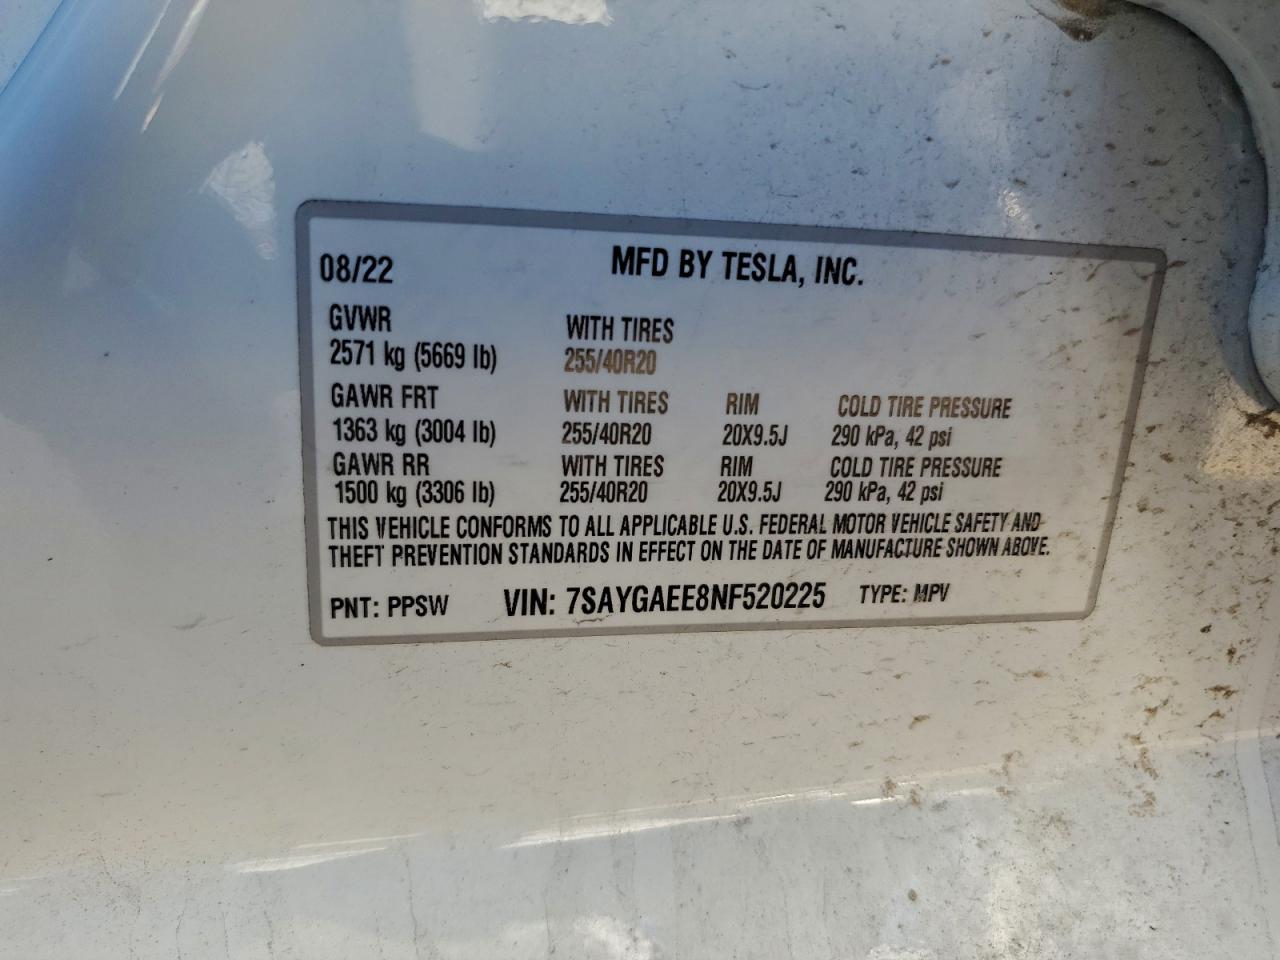 08/22 MFD BY TESLA, INC.
GVWR WITH TIRES
2571 kg (5669 lb) 255/40R20
GAWR FRT WITH TIRES RIM COLD TIRE PRESSURE
1363 kg (3004 lb) 255/40R20 20X9.5J 290 kPa, 42 psi
GAWR RR WITH TIRES RIM COLD TIRE PRESSURE
1500 kg (3306 lb) 255/40R20 20X9.5J 290 kPa, 42 psi
THIS VEHICLE CONFORMS TO ALL APPLICABLE U.S. FEDERAL MOTOR VEHICLE SAFETY AND
THEFT PREVENTION STANDARDS IN EFFECT ON THE DATE OF MANUFACTURE SHOWN ABOVE.
PNT: PPSW VIN: 7SAYGAEE8NF520225 TYPE: MPV